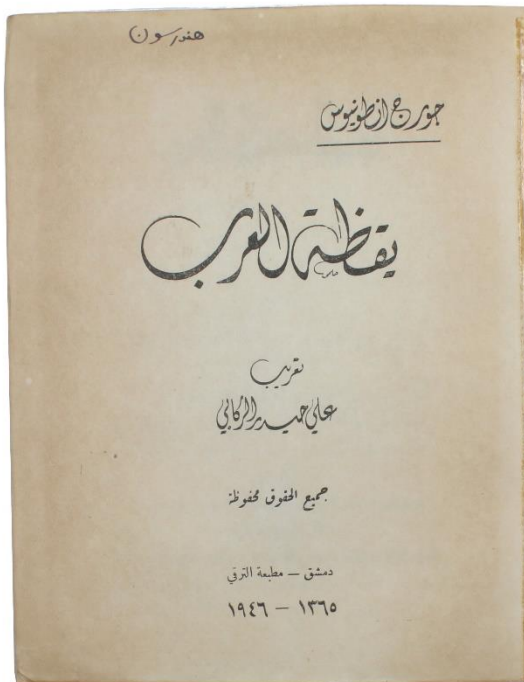 هندرسون
جورج انطونيوس
يقظة العرب
تعريب
علي حيدر الركابي
جميع الحقوق محفوظة
دمشق — مطبعة الترقي
١٣٦٥ — ١٩٤٦